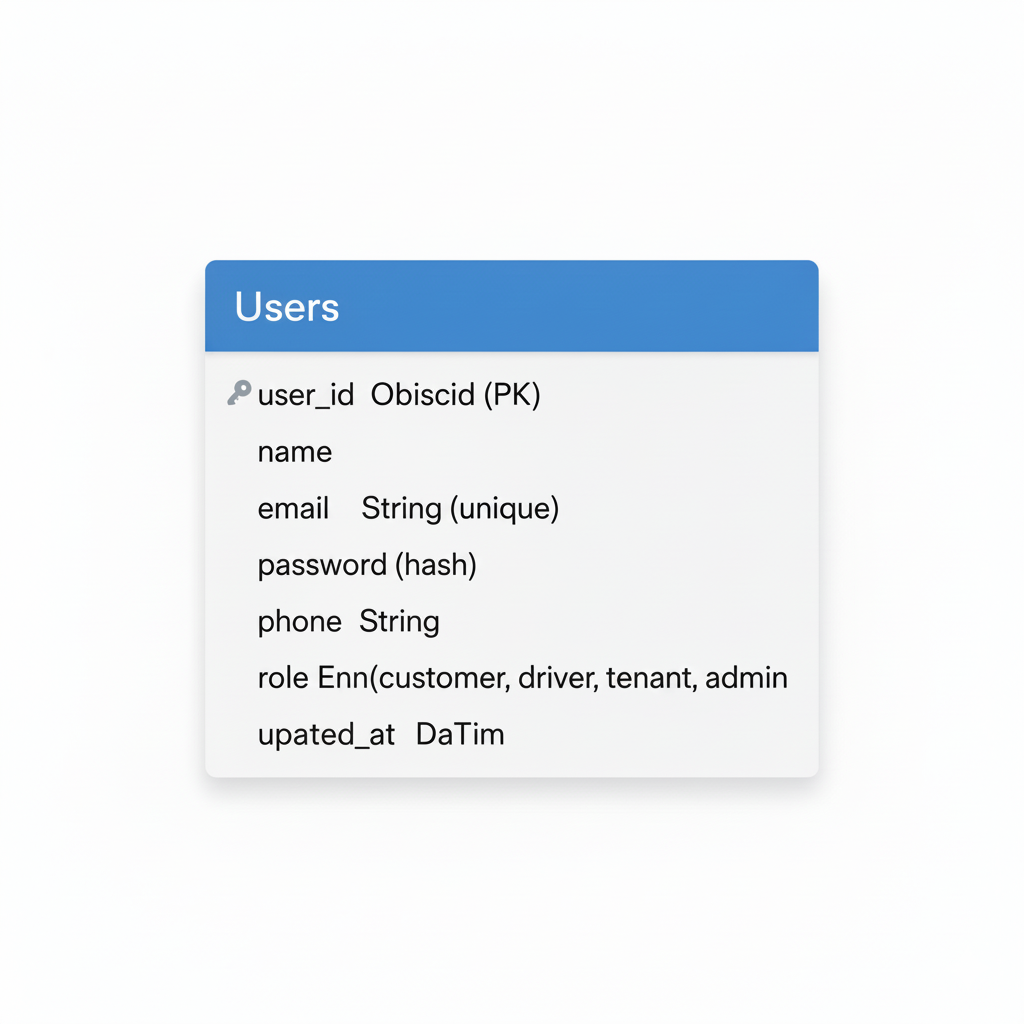 Users
user_id Obiscid (PK)
name
email String (unique)
password (hash)
phone String
role Enn(customer, driver, tenant, admin
upated_at DaTim